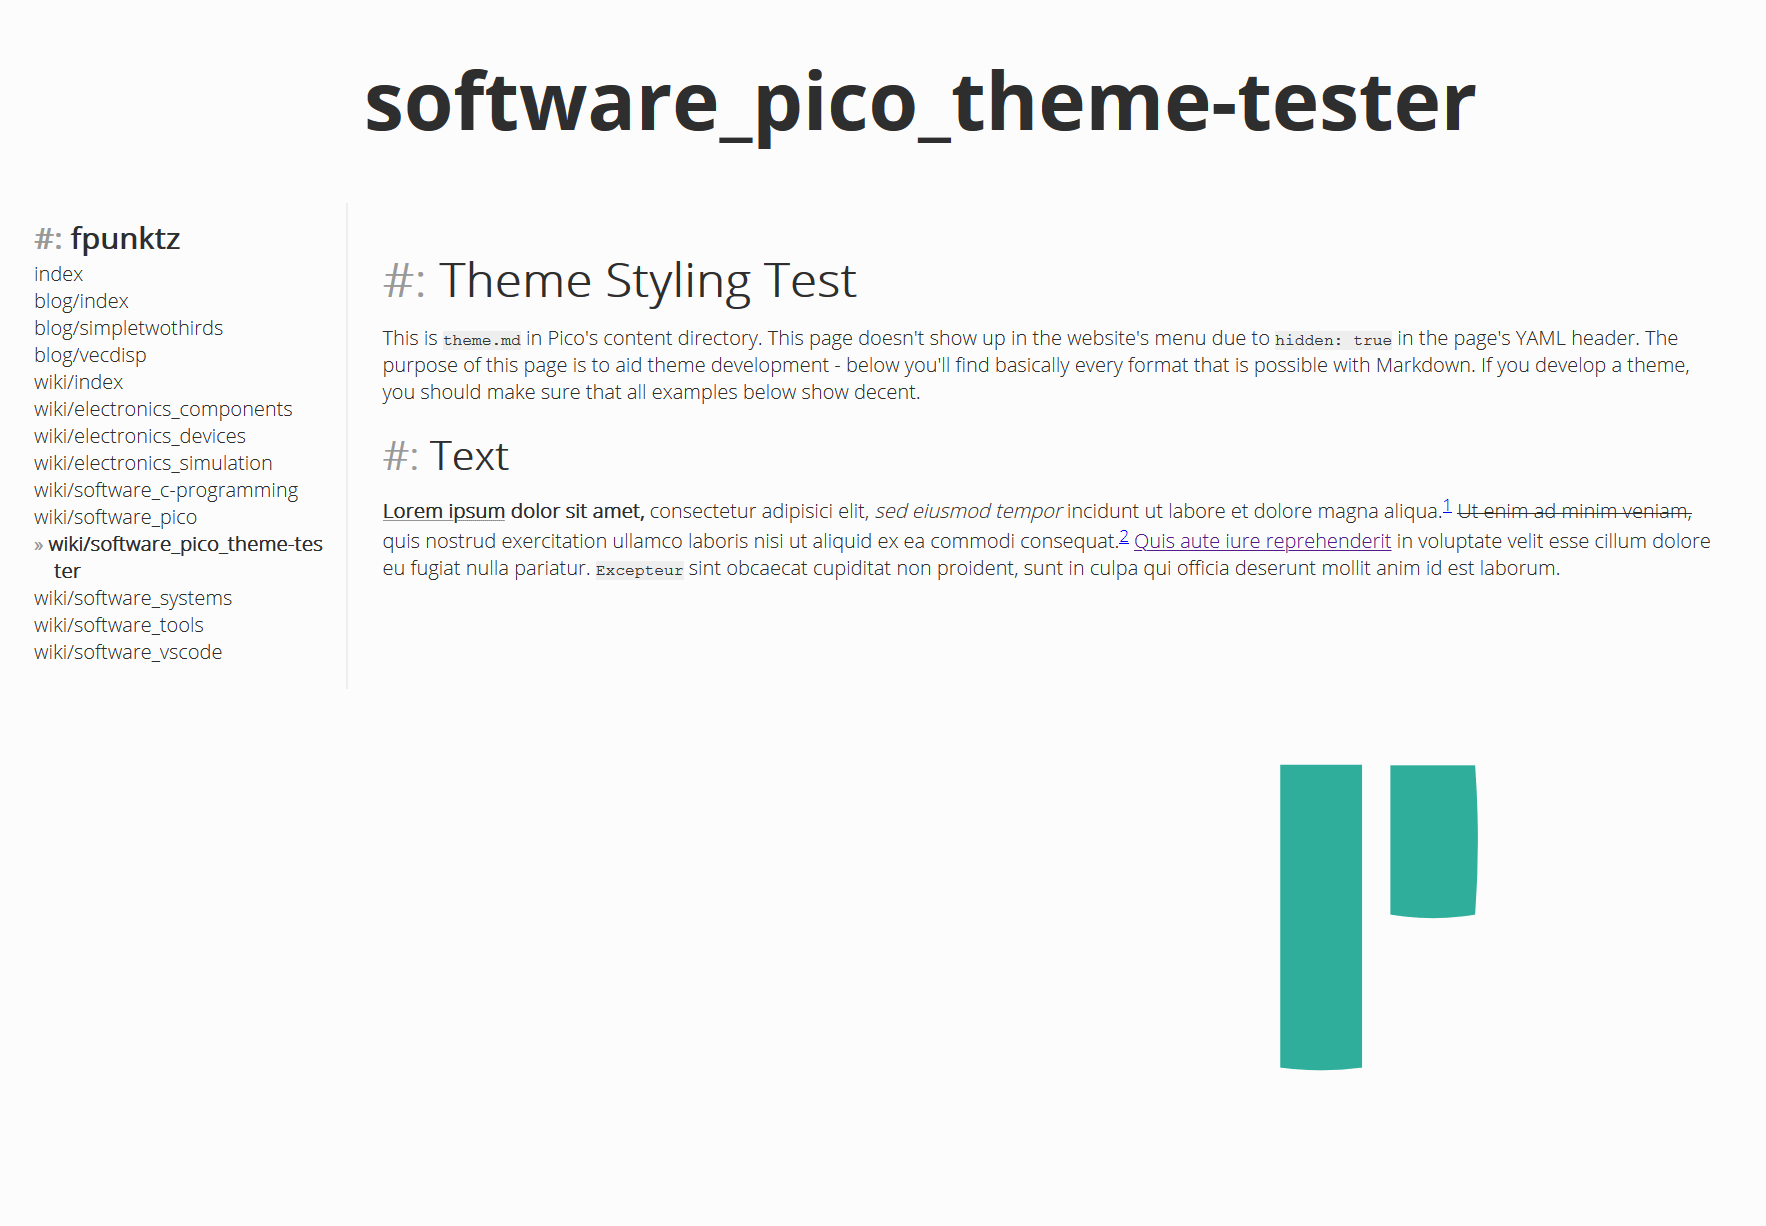 software_pico_theme-tester
#: fpunktz
index
blog/index
blog/simpletwothirds
blog/vecdisp
wiki/index
wiki/electronics_components
wiki/electronics_devices
wiki/electronics_simulation
wiki/software_c-programming
wiki/software_pico
» wiki/software_pico_theme-tes
ter
wiki/software_systems
wiki/software_tools
wiki/software_vscode
#: Theme Styling Test
This is theme.md in Pico's content directory. This page doesn't show up in the website's menu due to hidden: true in the page's YAML header. The
purpose of this page is to aid theme development - below you'll find basically every format that is possible with Markdown. If you develop a theme,
you should make sure that all examples below show decent.
#: Text
Lorem ipsum dolor sit amet, consectetur adipisici elit, sed eiusmod tempor incidunt ut labore et dolore magna aliqua.1 Ut enim ad minim veniam,
quis nostrud exercitation ullamco laboris nisi ut aliquid ex ea commodi consequat.2 Quis aute iure reprehenderit in voluptate velit esse cillum dolore
eu fugiat nulla pariatur. Excepteur sint obcaecat cupiditat non proident, sunt in culpa qui officia deserunt mollit anim id est laborum.